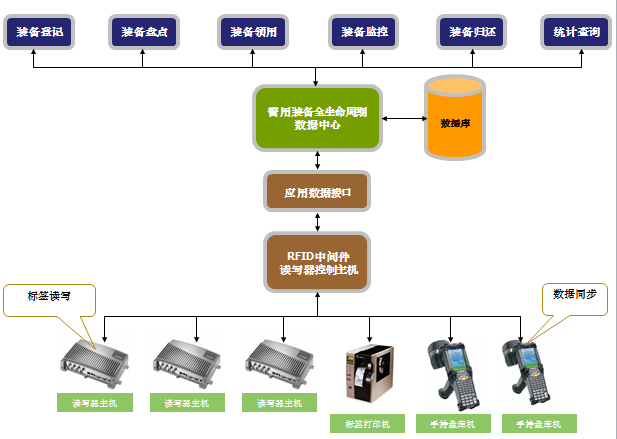 装备登记
装备盘点
装备领用
装备监控
装备归还
统计查询
警用装备全生命周期
数据中心
数据库
应用数据接口
RFID中间件
读写器控制主机
标签读写
数据同步
读写器主机
读写器主机
读写器主机
标签打印机
手持盘库机
手持盘库机